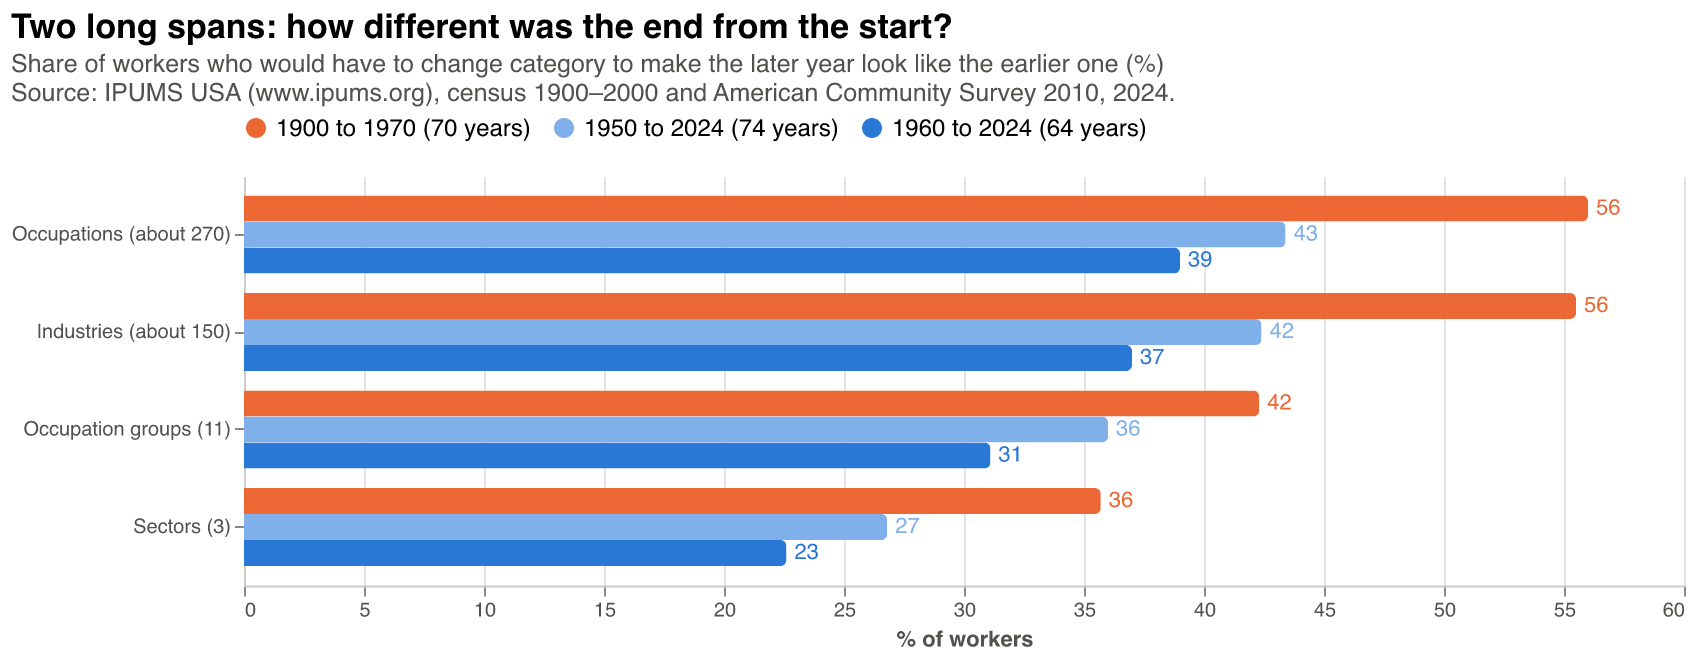 Two long spans: how different was the end from the start?
Share of workers who would have to change category to make the later year look like the earlier one (%)
Source: IPUMS USA (www.ipums.org), census 1900–2000 and American Community Survey 2010, 2024.
1900 to 1970 (70 years) 1950 to 2024 (74 years) 1960 to 2024 (64 years)
56
Occupations (about 270) 43
39
56
Industries (about 150) 42
37
42
Occupation groups (11) 36
31
36
Sectors (3) 27
23
0 5 10 15 20 25 30 35 40 45 50 55 60
% of workers